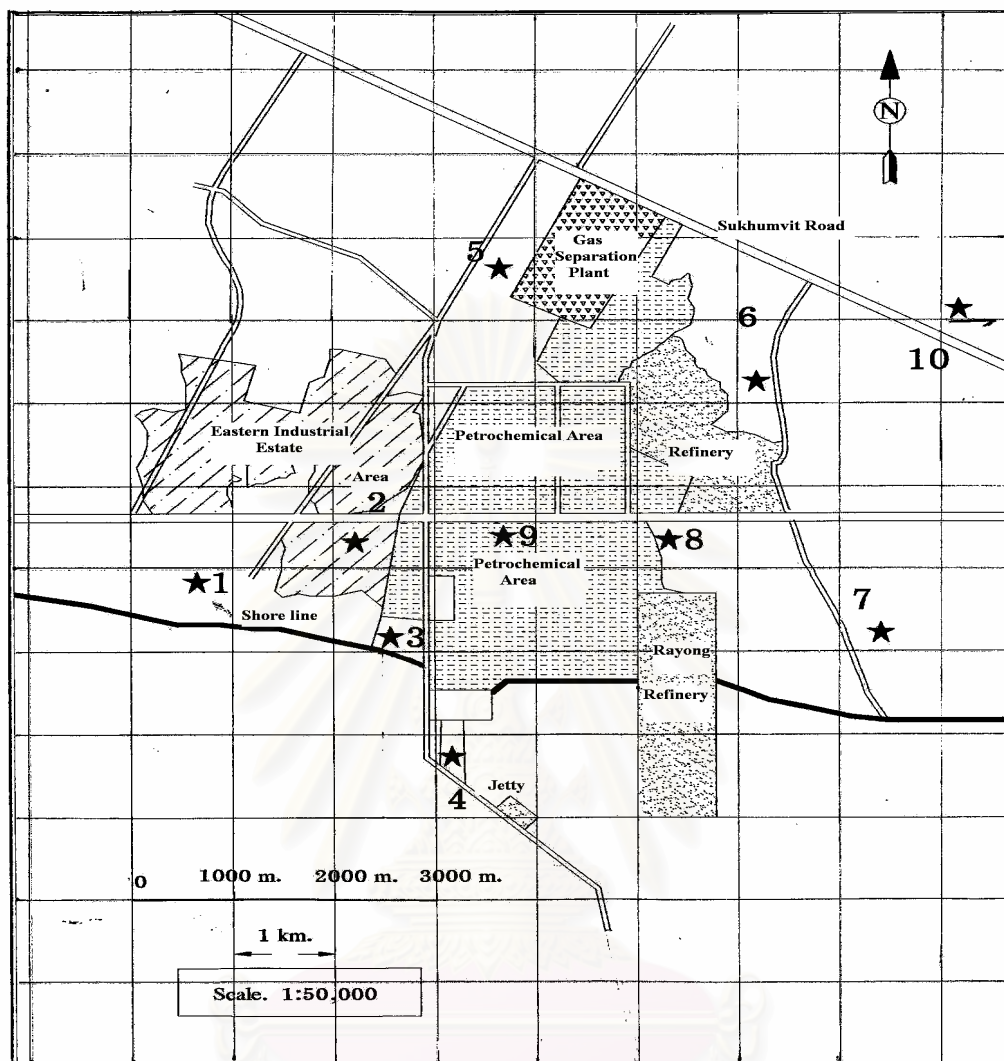 N
Sukhumvit Road
5
Gas
Separation
Plant
6
10
Eastern Industrial
Estate
Petrochemical Area
Refinery
Area
2
9
8
Petrochemical
Area
1
7
Shore line
3
Rayong
Refinery
Jetty
4
0 1000 m. 2000 m. 3000 m.
1 km.
Scale. 1:50,000